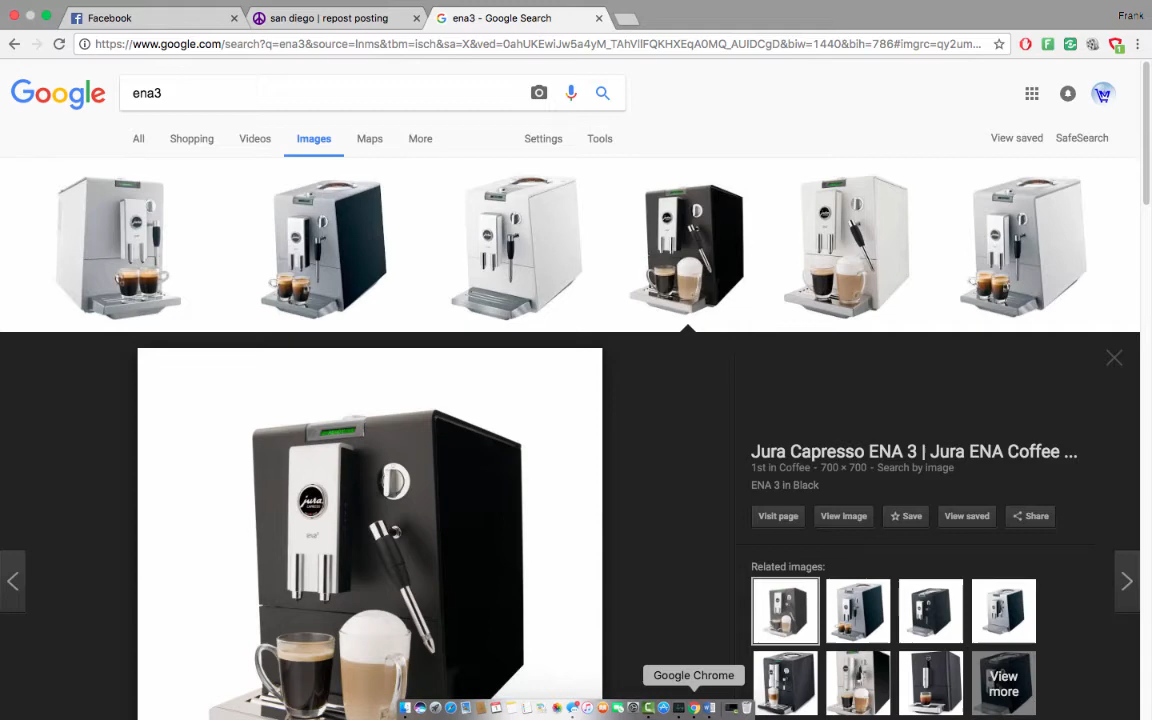 Facebook
san diego | repost posting
ena3 - Google Search
Frank
https://www.google.com/search?q=ena3&source=lnms&tbm=isch&sa=X&ved=0ahUKEwiJw5a4yM_TAhVIlFQKHXEqA0MQ_AUIDCgD&biw=1440&bih=786#imgrc=qy2um...
Google
ena3
All
Shopping
Videos
Images
Maps
More
Settings
Tools
View saved
SafeSearch
jura
ena
Jura Capresso ENA 3 | Jura ENA Coffee ...
1st in Coffee - 700 × 700 - Search by image
ENA 3 in Black
Visit page
View image
Save
View saved
Share
Related images:
View
more
Google Chrome